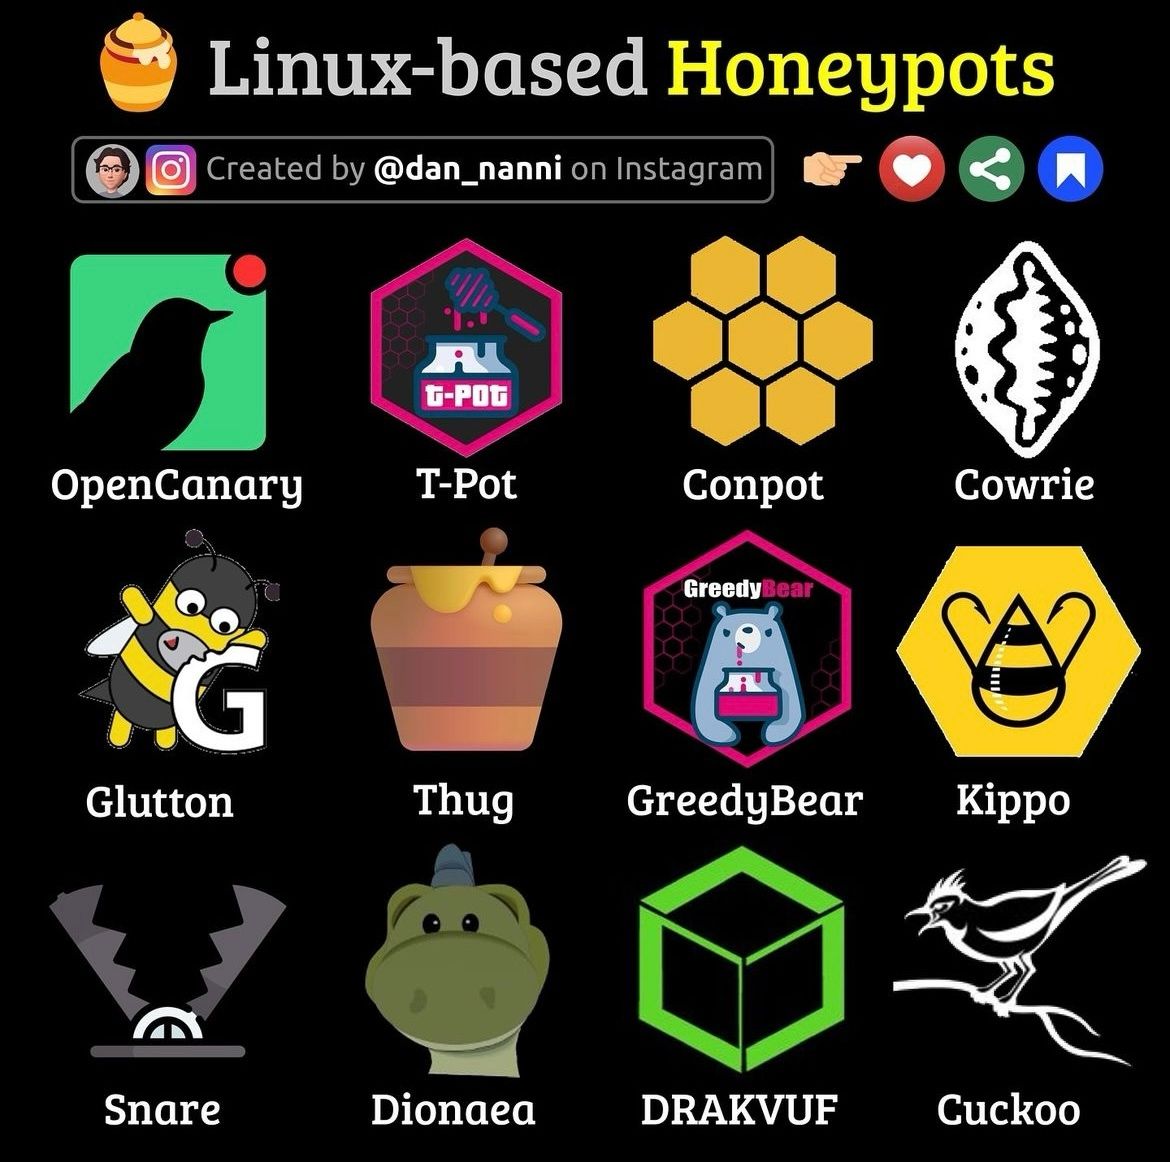 Linux-based Honeypots
Created by @dan_nanni on Instagram
T-POT
OpenCanary T-Pot Conpot Cowrie
GreedyBear
G
Glutton Thug GreedyBear Kippo
Snare Dionaea DRAKVUF Cuckoo